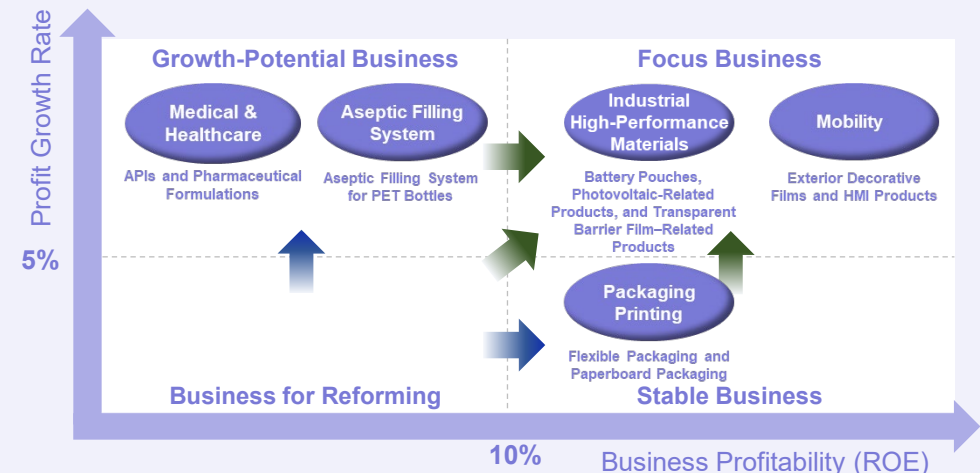 Profit Growth Rate
Growth-Potential Business
Focus Business
Medical &
Healthcare
APIs and Pharmaceutical
Formulations
Aseptic Filling
System
Aseptic Filling System
for PET Bottles
Industrial
High-Performance
Materials
Battery Pouches,
Photovoltaic-Related
Products, and Transparent
Barrier Film–Related
Products
Mobility
Exterior Decorative
Films and HMI Products
5%
Packaging
Printing
Flexible Packaging and
Paperboard Packaging
Business for Reforming
Stable Business
10%
Business Profitability (ROE)